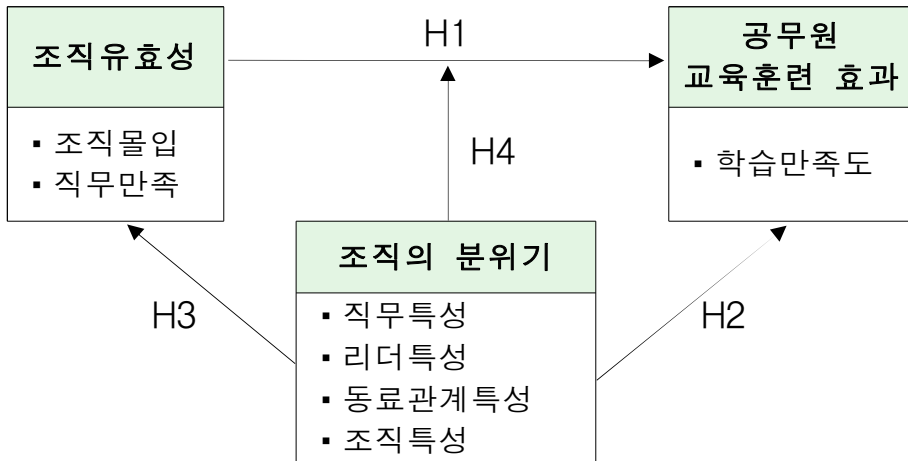 조직유효성
▪ 조직몰입
▪ 직무만족
H1
공무원
교육훈련 효과
▪ 학습만족도
H4
조직의 분위기
▪ 직무특성
▪ 리더특성
▪ 동료관계특성
▪ 조직특성
H3
H2